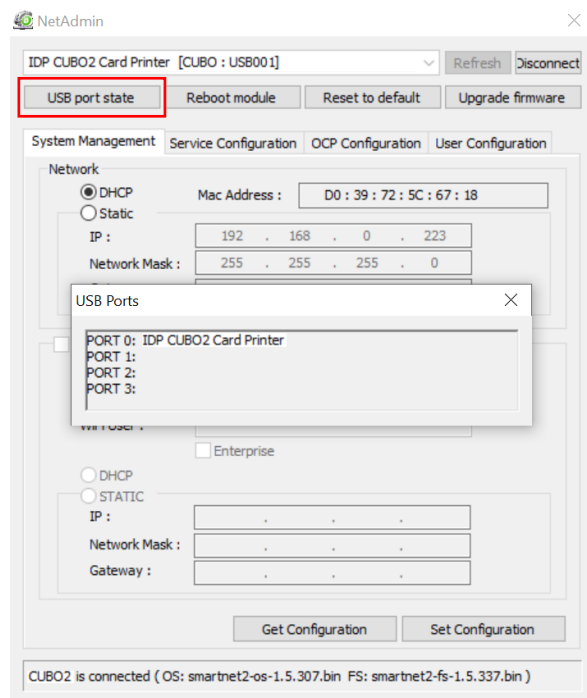 NetAdmin
IDP CUBO2 Card Printer [CUBO : USB001] Refresh Disconnect
USB port state Reboot module Reset to default Upgrade firmware
System Management Service Configuration OCP Configuration User Configuration
Network
DHCP Mac Address : D0 : 39 : 72 : 5C : 67 : 18
Static
IP : 192 . 168 . 0 . 223
Network Mask : 255 . 255 . 255 . 0
USB Ports
PORT 0: IDP CUBO2 Card Printer
PORT 1:
PORT 2:
PORT 3:
Enterprise
DHCP
STATIC
IP : . . .
Network Mask : . . .
Gateway : . . .
Get Configuration Set Configuration
CUBO2 is connected ( OS: smartnet2-os-1.5.307.bin FS: smartnet2-fs-1.5.337.bin )